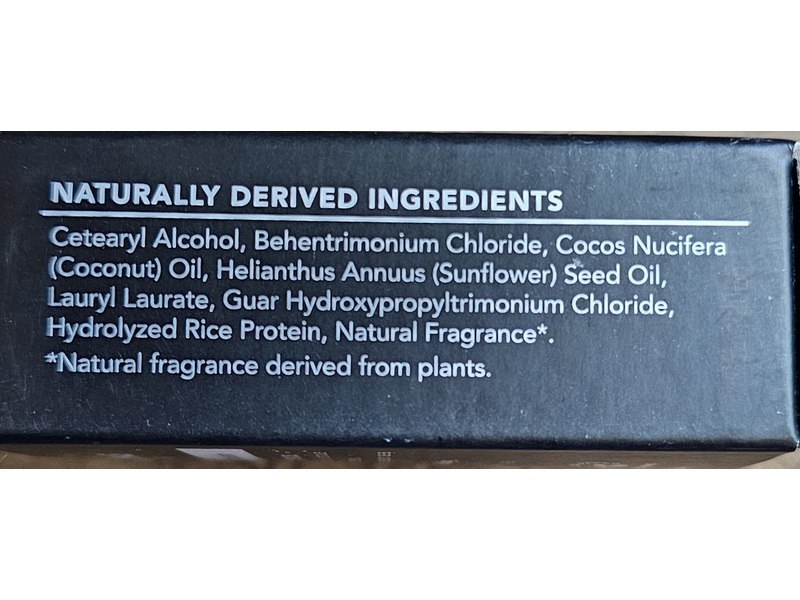 NATURALLY DERIVED INGREDIENTS
Cetearyl Alcohol, Behentrimonium Chloride, Cocos Nucifera
(Coconut) Oil, Helianthus Annuus (Sunflower) Seed Oil,
Lauryl Laurate, Guar Hydroxypropyltrimonium Chloride,
Hydrolyzed Rice Protein, Natural Fragrance*.
*Natural fragrance derived from plants.